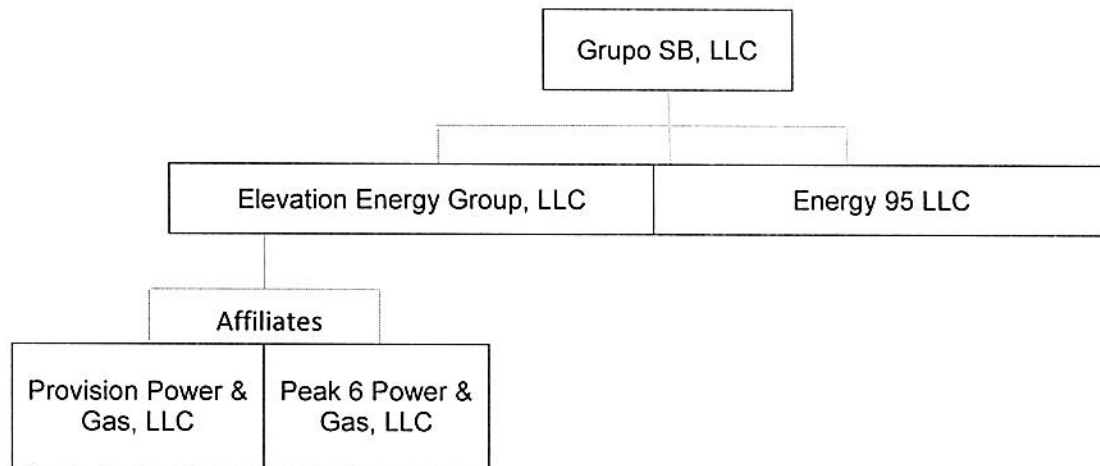 Grupo SB, LLC
Elevation Energy Group, LLC
Energy 95 LLC
Affiliates
Provision Power &
Gas, LLC
Peak 6 Power &
Gas, LLC